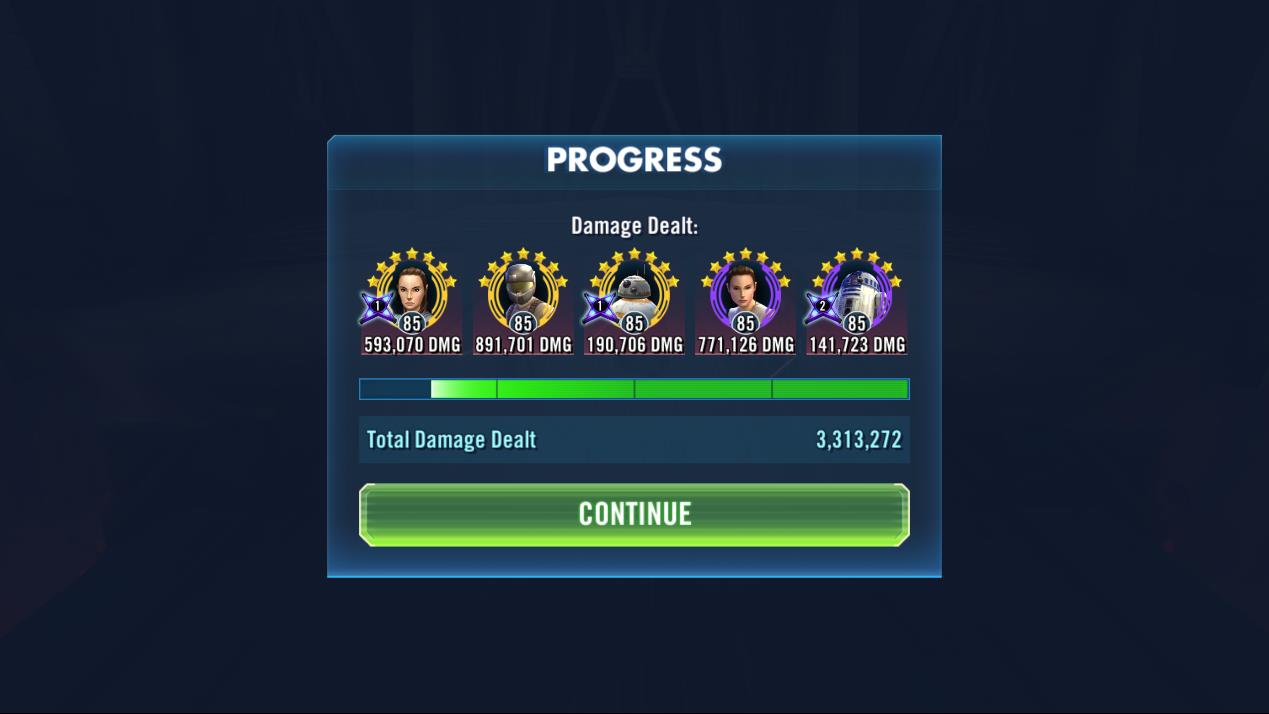 PROGRESS
Damage Dealt:
1 1 2
85 85 85 85 85
593,070 DMG 891,701 DMG 190,706 DMG 771,126 DMG 141,723 DMG
Total Damage Dealt 3,313,272
CONTINUE